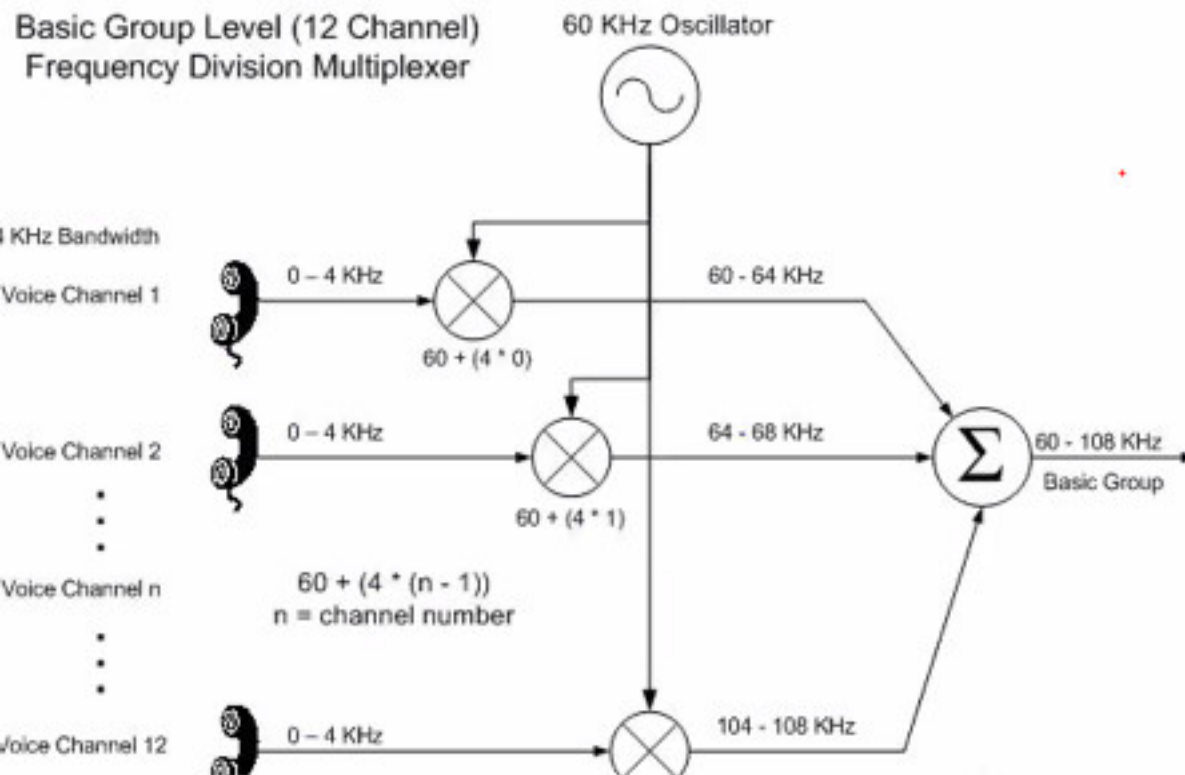 Basic Group Level (12 Channel)
Frequency Division Multiplexer
60 KHz Oscillator
KHz Bandwidth
Voice Channel 1
0 – 4 KHz
60 + (4 * 0)
60 - 64 KHz
Voice Channel 2
0 – 4 KHz
60 + (4 * 1)
64 - 68 KHz
Σ
60 - 108 KHz
Basic Group
Voice Channel n
60 + (4 * (n - 1))
n = channel number
Voice Channel 12
0 – 4 KHz
104 - 108 KHz